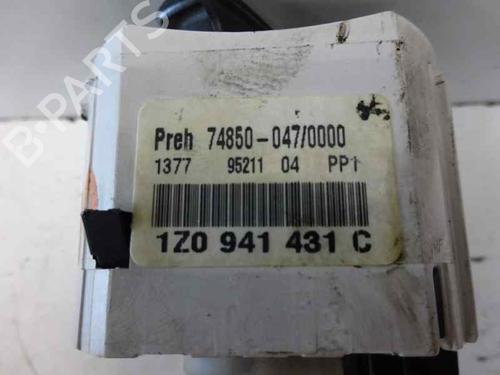 B-PARTS
Preh 74850-047/0000
1377 95211 04 PP1
1Z0 941 431 C